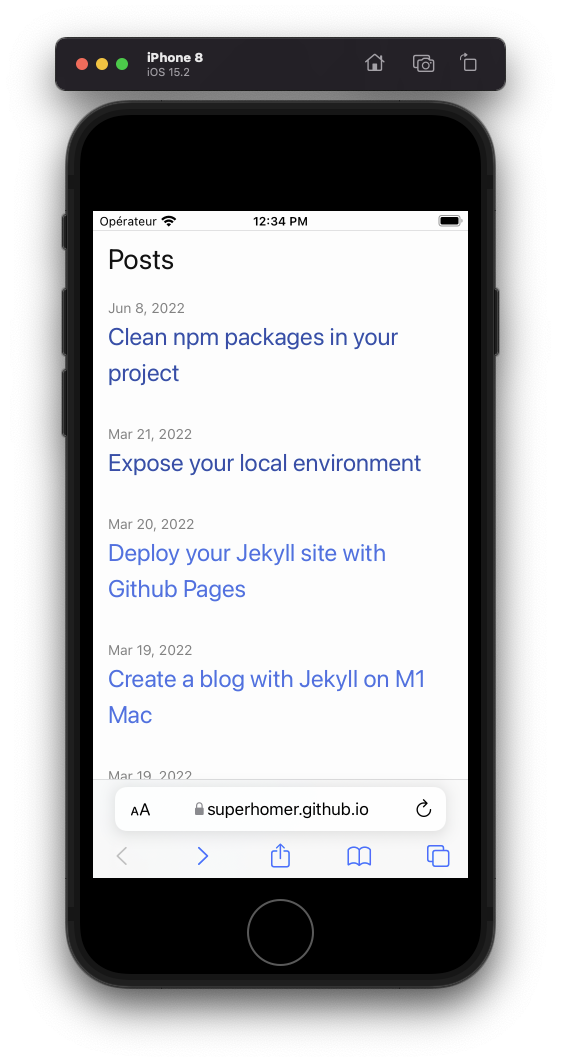 iPhone 8
iOS 15.2
Opérateur 12:34 PM
Posts
Jun 8, 2022
Clean npm packages in your
project
Mar 21, 2022
Expose your local environment
Mar 20, 2022
Deploy your Jekyll site with
Github Pages
Mar 19, 2022
Create a blog with Jekyll on M1
Mac
Mar 19, 2022
AA superhomer.github.io